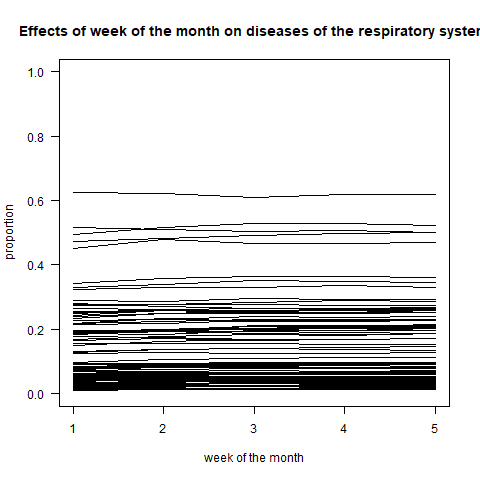 Effects of week of the month on diseases of the respiratory syster
1.0
0.8
0.6
0.4
0.2
0.0
proportion
1 2 3 4 5
week of the month